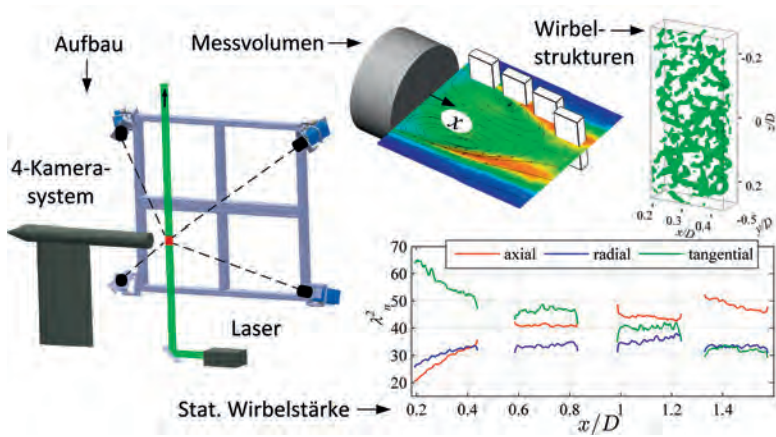 Aufbau
Messvolumen
Wirbel-
strukturen
4-Kamera-
system
x
-0.2
0
0.2
z/D
0.2
0.3
0.4
x/D
-0.5
y/D
Laser
Stat. Wirbelstärke
axial
radial
tangential
70
60
50
40
30
20
λ²ₙ
0.2
0.4
0.6
0.8
1
1.2
1.4
x/D